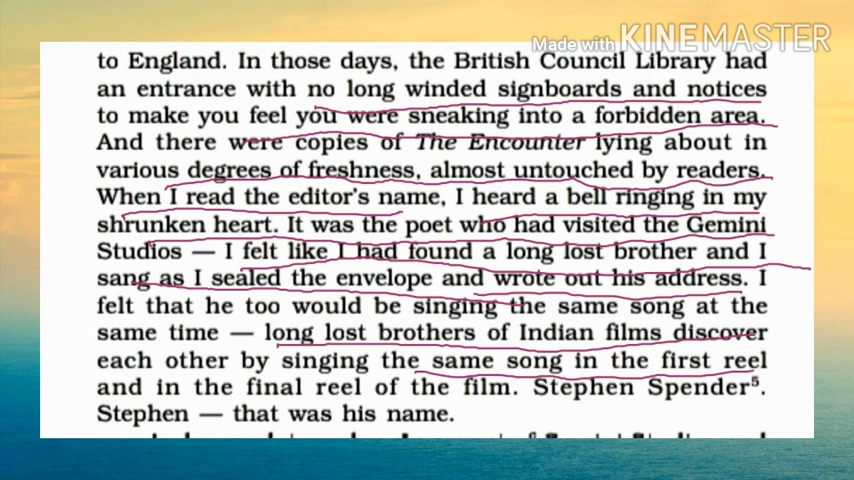 Made with KINEMASTER
to England. In those days, the British Council Library had
an entrance with no long winded signboards and notices
to make you feel you were sneaking into a forbidden area.
And there were copies of The Encounter lying about in
various degrees of freshness, almost untouched by readers.
When I read the editor's name, I heard a bell ringing in my
shrunken heart. It was the poet who had visited the Gemini
Studios — I felt like I had found a long lost brother and I
sang as I sealed the envelope and wrote out his address. I
felt that he too would be singing the same song at the
same time — long lost brothers of Indian films discover
each other by singing the same song in the first reel
and in the final reel of the film. Stephen Spender⁵.
Stephen — that was his name.